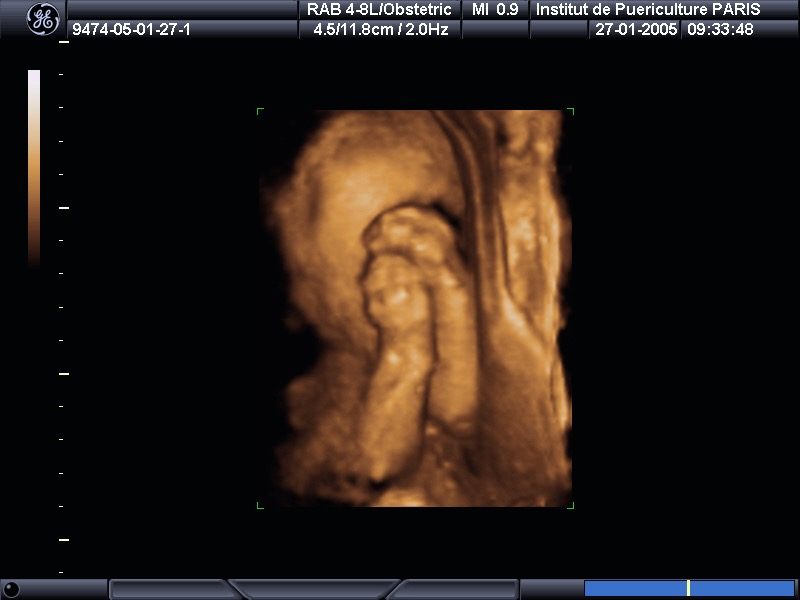 RAB 4-8L/Obstetric MI 0.9 Institut de Puericulture PARIS
9474-05-01-27-1 4.5/11.8cm / 2.0Hz 27-01-2005 09:33:48